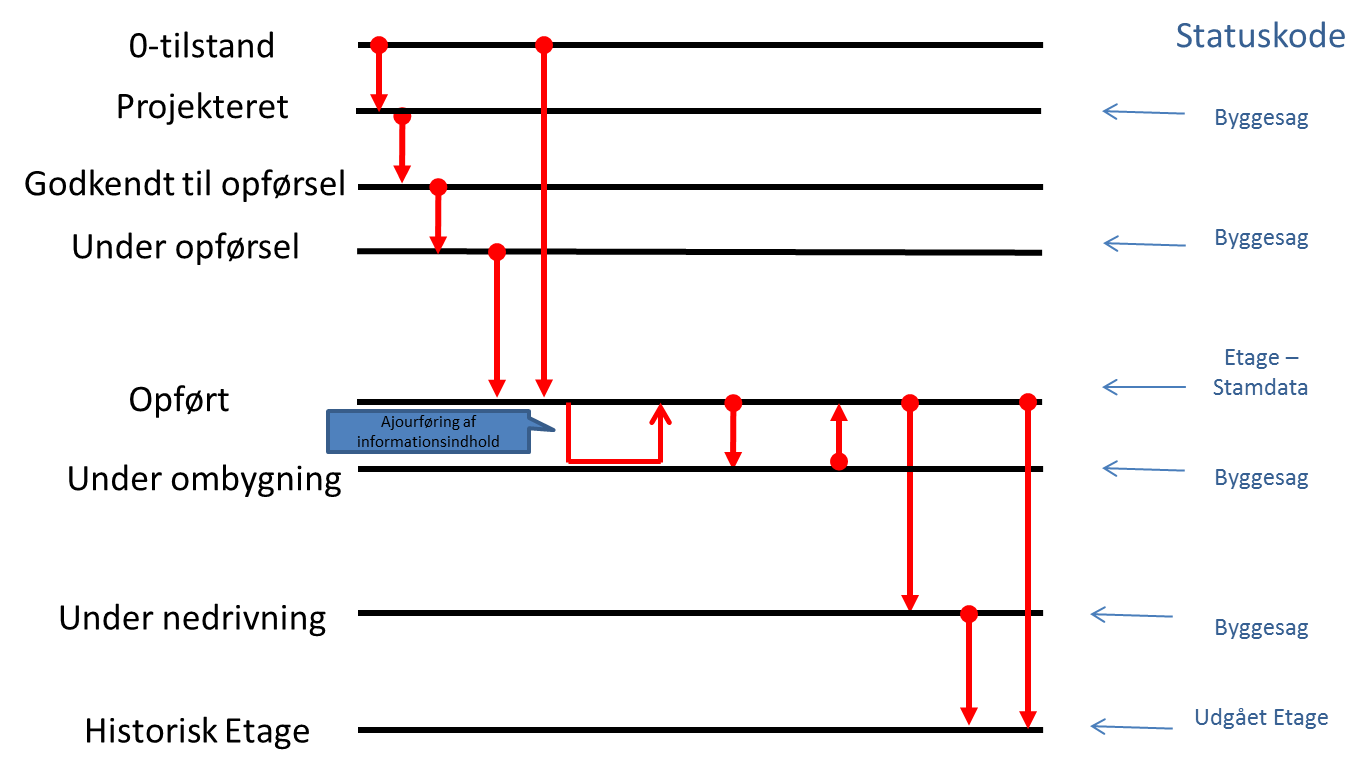 0-tilstand
Statuskode
Projekteret
Byggesag
Godkendt til opførsel
Under opførsel
Byggesag
Etage –
Stamdata
Opført
Ajourføring af
informationsindhold
Under ombygning
Byggesag
Under nedrivning
Byggesag
Historisk Etage
Udgået Etage